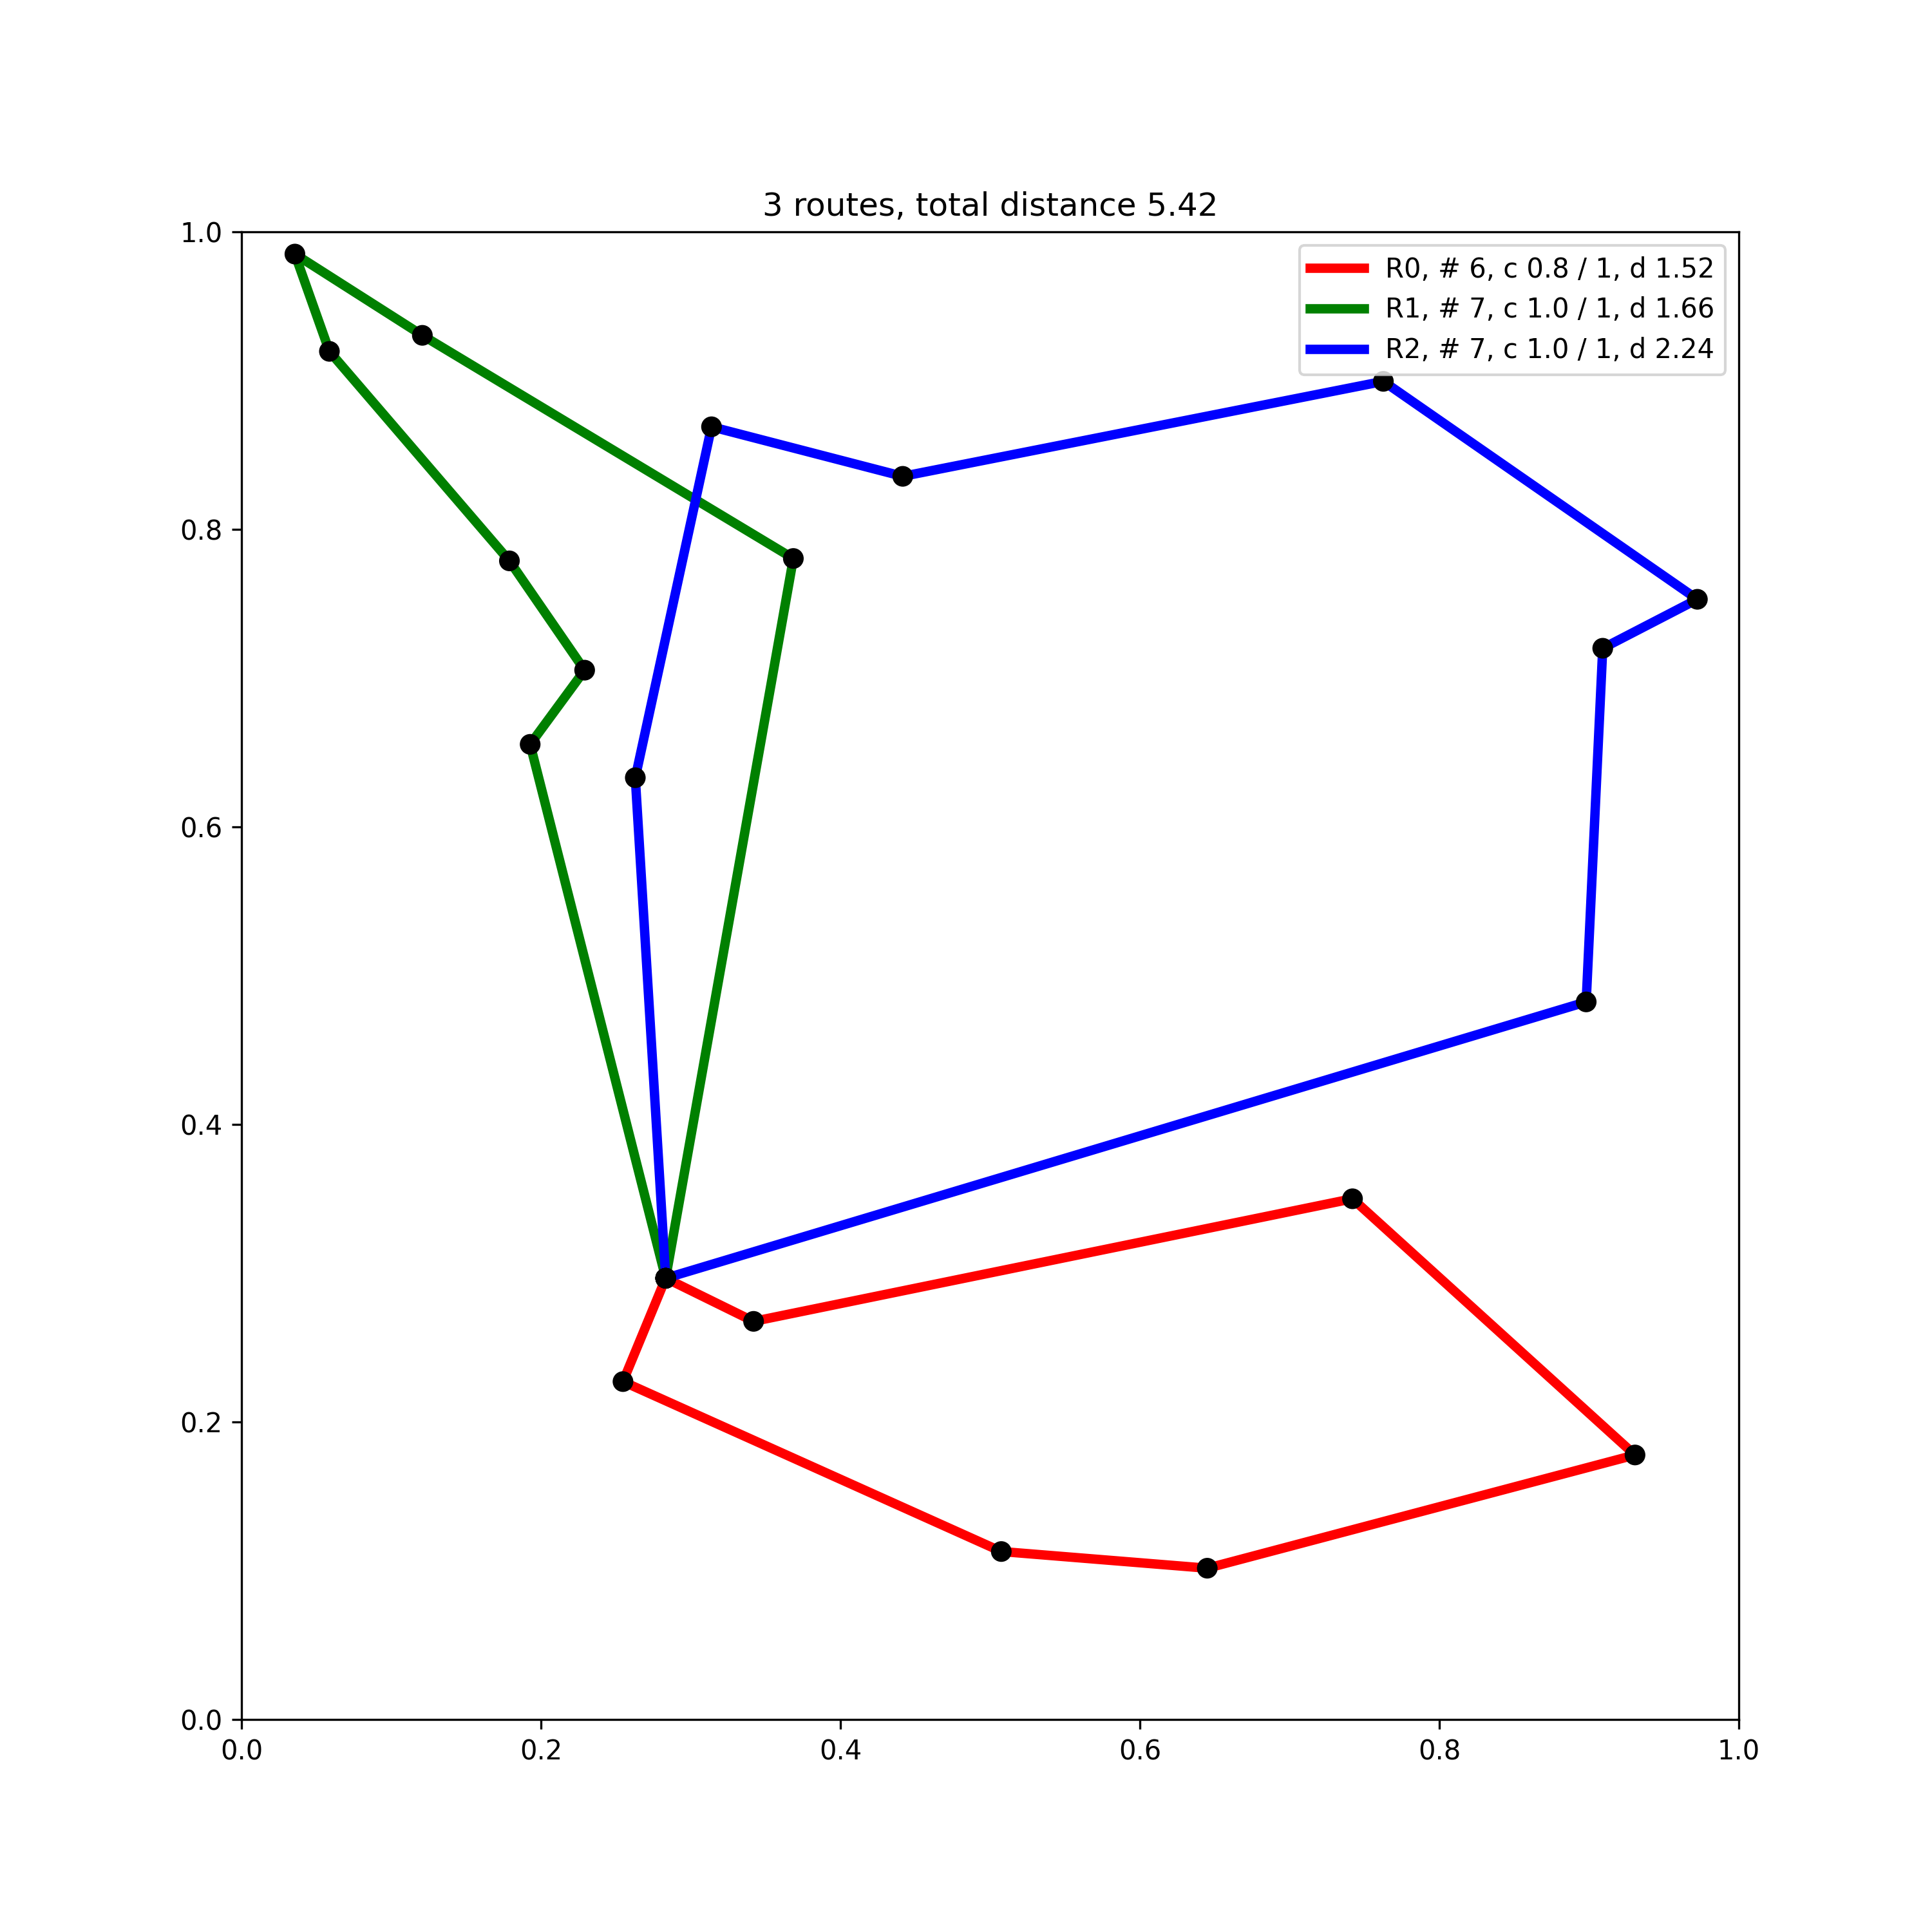 3 routes, total distance 5.42
R0, # 6, c 0.8 / 1, d 1.52
R1, # 7, c 1.0 / 1, d 1.66
R2, # 7, c 1.0 / 1, d 2.24
1.0
0.8
0.6
0.4
0.2
0.0
0.0 0.2 0.4 0.6 0.8 1.0